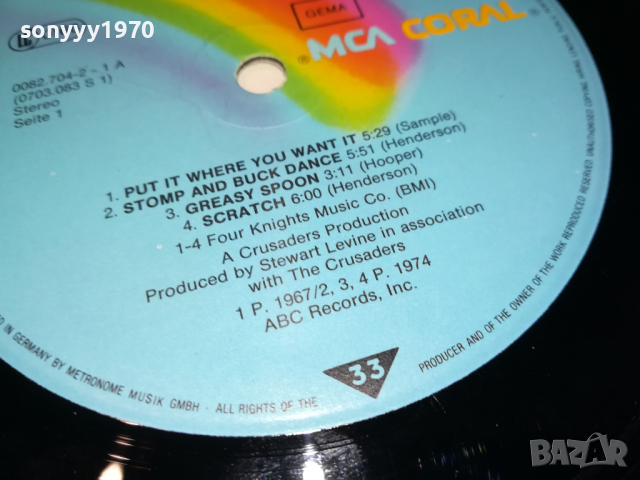 sonyyy1970
GEMA
® MCA CORAL ®
LC
0082.704-2 - 1 A
(0703.083 S 1)
Stereo
Seite 1
1. PUT IT WHERE YOU WANT IT 5:29 (Sample)
2. STOMP AND BUCK DANCE 5:51 (Henderson)
3. GREASY SPOON 3:11 (Hooper)
4. SCRATCH 6:00 (Henderson)
1-4 Four Knights Music Co. (BMI)
A Crusaders Production
Produced by Stewart Levine in association
with The Crusaders
1 P. 1967/2, 3, 4 P. 1974
ABC Records, Inc.
33
IN GERMANY BY METRONOME MUSIK GMBH · ALL RIGHTS OF THE PRODUCER AND OF THE OWNER OF THE WORK REPRODUCED RESERVED UNAUTHORISED
BAZAR